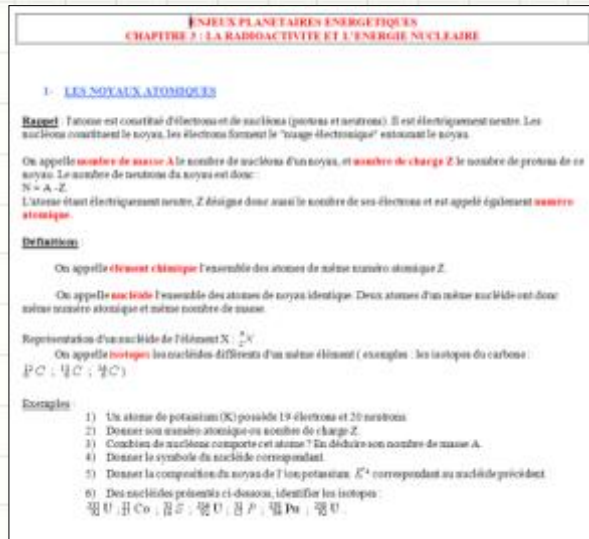 ENJEUX PLANETAIRES ENERGETIQUES
CHAPITRE 3 : LA RADIOACTIVITE ET L'ENERGIE NUCLEAIRE
1- LES NOYAUX ATOMIQUES
Rappel : l'atome est constitué d'électrons et de nucléons (protons et neutrons). Il est électriquement neutre. Les
nucléons constituent le noyau, les électrons forment le "nuage électronique" entourant le noyau.
On appelle nombre de masse A le nombre de nucléons d'un noyau, et nombre de charge Z le nombre de protons de ce
noyau. Le nombre de neutrons du noyau est donc :
N = A -Z.
L'atome étant électriquement neutre, Z désigne donc aussi le nombre de ses électrons et est appelé également numéro
atomique.
Définitions :
On appelle élément chimique l'ensemble des atomes de même numéro atomique Z.
On appelle nucléide l'ensemble des atomes de noyau identique. Deux atomes d'un même nucléide ont donc
même numéro atomique et même nombre de masse.
Représentation d'un nucléide de l'élément X :
On appelle isotopes les nucléides différents d'un même élément ( exemples : les isotopes du carbone :
C ; C ; C )
Exemples :
1) Un atome de potassium (K) possède 19 électrons et 20 neutrons.
2) Donner son numéro atomique ou nombre de charge Z.
3) Combien de nucléons comporte cet atome ? En déduire son nombre de masse A.
4) Donner le symbole du nucléide correspondant.
5) Donner la composition du noyau de l'ion potassium K+ correspondant au nucléide précédent.
6) Des nucléides présentés ci-dessous, identifier les isotopes :
U ; Co ; S ; U ; P ; Pu ; U